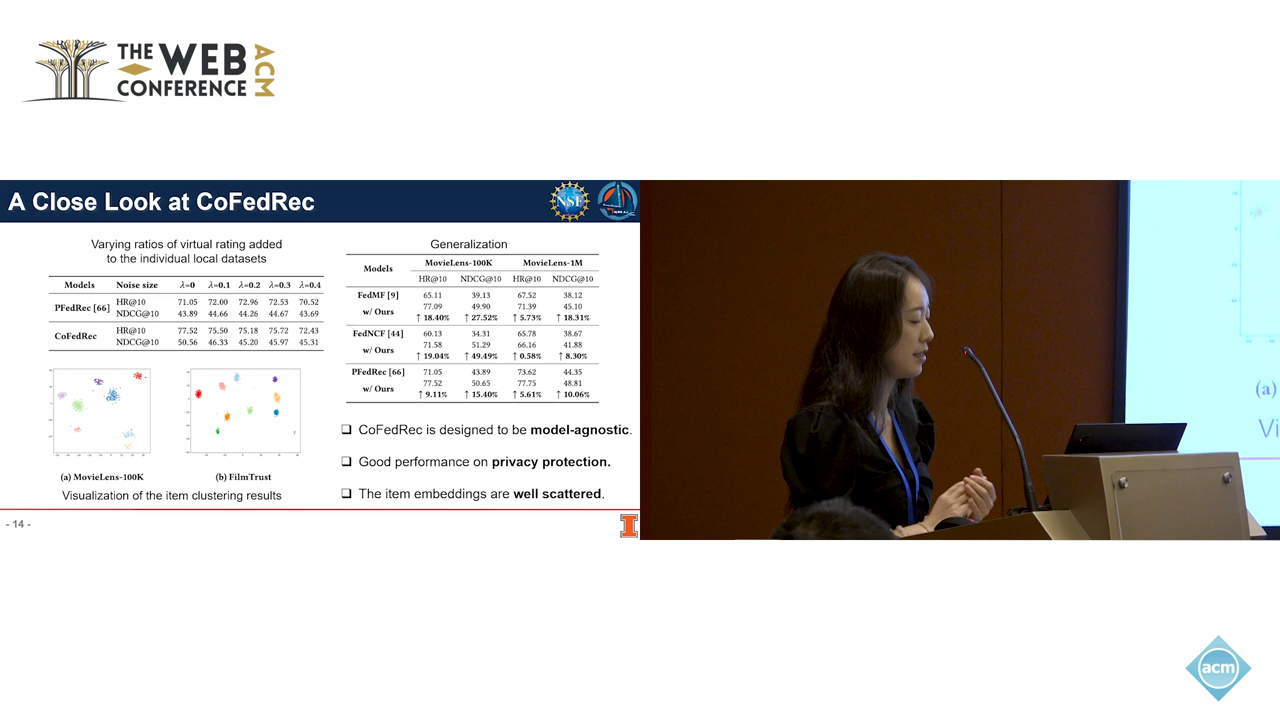 THE WEB
CONFERENCE
ACM
A Close Look at CoFedRec
NSF
Varying ratios of virtual rating added
to the individual local datasets
Models Noise size λ=0 λ=0.1 λ=0.2 λ=0.3 λ=0.4
PFedRec [66] HR@10 71.05 72.00 72.96 72.53 70.52
NDCG@10 43.89 44.66 44.26 44.67 43.69
CoFedRec HR@10 77.52 75.50 75.18 75.72 72.43
NDCG@10 50.56 46.33 45.20 45.97 45.31
(a) MovieLens-100K
(b) FilmTrust
Visualization of the item clustering results
Generalization
Models MovieLens-100K MovieLens-1M
HR@10 NDCG@10 HR@10 NDCG@10
FedMF [9] 65.11 39.13 67.52 38.12
w/ Ours 77.09 49.90 71.39 45.10
↑ 18.40% ↑ 27.52% ↑ 5.73% ↑ 18.31%
FedNCF [44] 60.13 34.31 65.78 38.67
w/ Ours 71.58 51.29 66.16 41.88
↑ 19.04% ↑ 49.49% ↑ 0.58% ↑ 8.30%
PFedRec [66] 71.05 43.89 73.62 44.35
w/ Ours 77.52 50.65 77.75 48.81
↑ 9.11% ↑ 15.40% ↑ 5.61% ↑ 10.06%
❑ CoFedRec is designed to be model-agnostic.
❑ Good performance on privacy protection.
❑ The item embeddings are well scattered.
- 14 -
I
(a)
Vi
acm